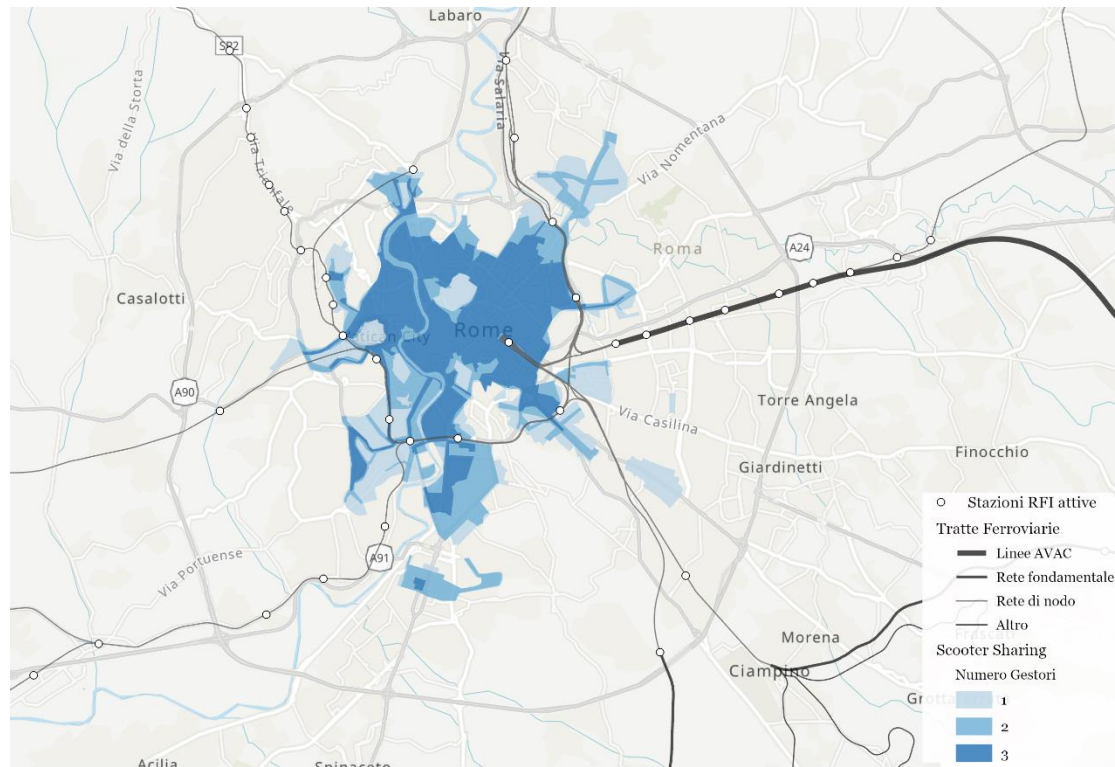 Labaro
SP2
Via Salaria
Via della Storta
Via Trionfale
Via Nomentana
Roma
A24
Casalotti
Rome
Vatican City
A90
Via Casilina
Torre Angela
Giardinetti
Finocchio
Via Portuense
A91
Morena
Ciampino
Frascati
Acilia
Spinaceto
Stazioni RFI attive
Tratte Ferroviarie
Linee AVAC
Rete fondamentale
Rete di nodo
Altro
Scooter Sharing
Numero Gestori
1
2
3